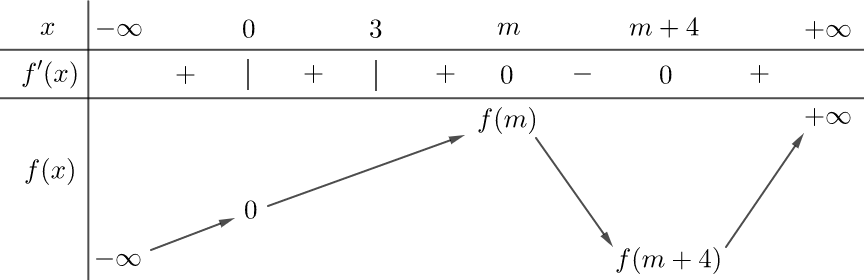 x −∞ 0 3 m m + 4 +∞
f′(x) + | + | + 0 − 0 +
f(m) +∞
f(x)
0
−∞ f(m + 4)